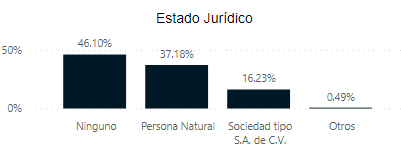 Estado Jurídico
50%
0%
46.10%
37.18%
16.23%
0.49%
Ninguno
Persona Natural
Sociedad tipo
S.A. de C.V.
Otros